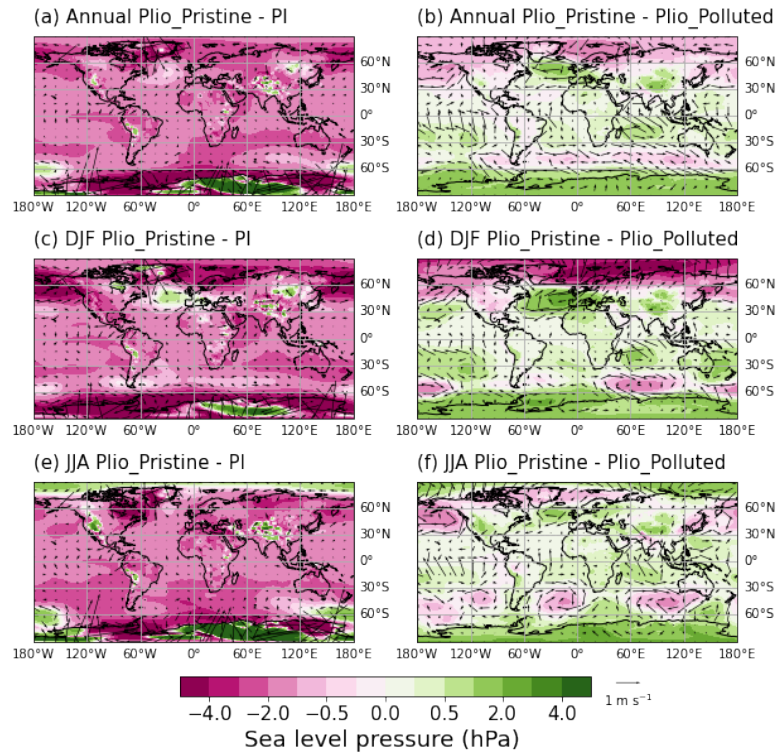 (a) Annual Plio_Pristine - PI
(b) Annual Plio_Pristine - Plio_Polluted
60°N
30°N
0°
30°S
60°S
180°W 120°W 60°W 0°E 60°E 120°E 180°E
60°N
30°N
0°
30°S
60°S
180°W 120°W 60°W 0°E 60°E 120°E 180°E
(c) DJF Plio_Pristine - PI
(d) DJF Plio_Pristine - Plio_Polluted
60°N
30°N
0°
30°S
60°S
180°W 120°W 60°W 0°E 60°E 120°E 180°E
60°N
30°N
0°
30°S
60°S
180°W 120°W 60°W 0°E 60°E 120°E 180°E
(e) JJA Plio_Pristine - PI
(f) JJA Plio_Pristine - Plio_Polluted
60°N
30°N
0°
30°S
60°S
180°W 120°W 60°W 0°E 60°E 120°E 180°E
60°N
30°N
0°
30°S
60°S
180°W 120°W 60°W 0°E 60°E 120°E 180°E
−4.0 −2.0 −0.5 0.0 0.5 2.0 4.0
1 m s⁻¹
Sea level pressure (hPa)